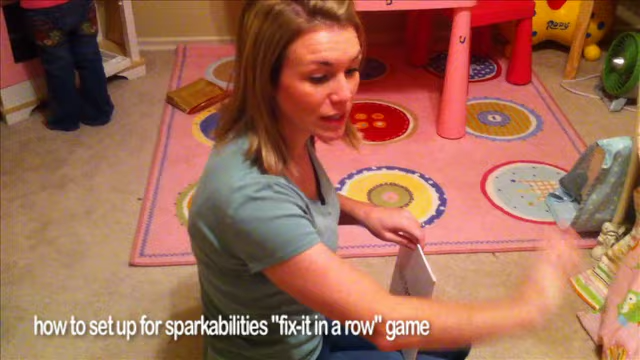 how to set up for sparkabilities "fix-it in a row" game